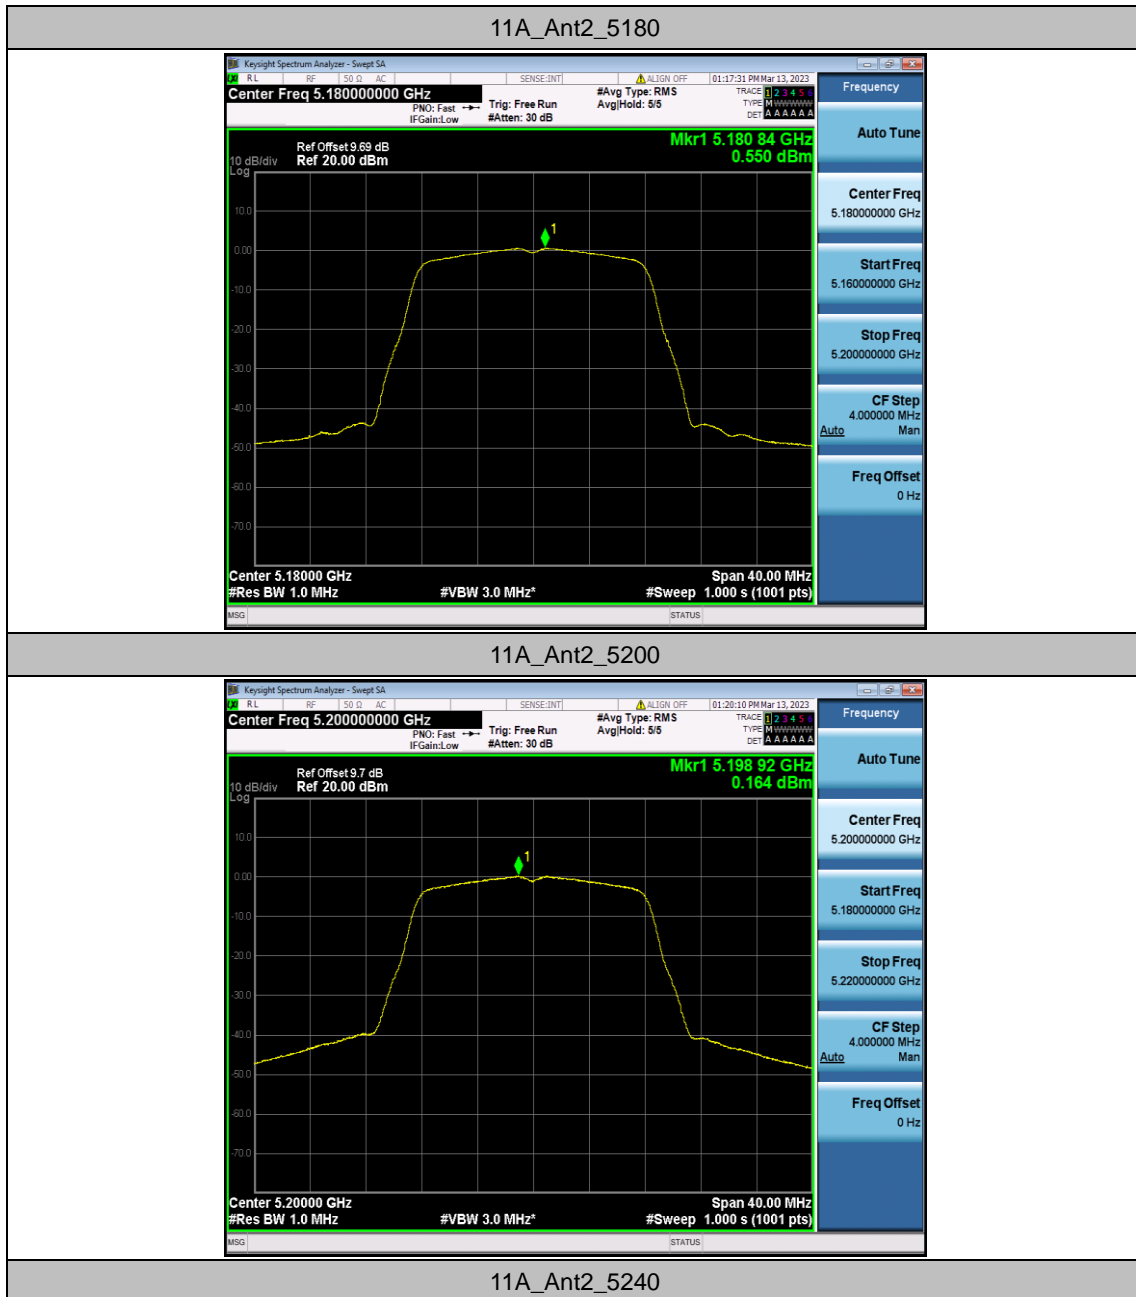 11A_Ant2_5180
Keysight Spectrum Analyzer - Swept SA
LXI RL RF 50 Ω AC SENSE:INT ALIGN OFF 01:17:31 PM Mar 13, 2023
Center Freq 5.180000000 GHz
PNO: Fast
IFGain:Low
Trig: Free Run
#Atten: 30 dB
#Avg Type: RMS
Avg|Hold: 5/5
TRACE 1 2 3 4 5 6
TYPE M W W W W W
DET A A A A A A
Mkr1 5.180 84 GHz
0.550 dBm
Ref Offset 9.69 dB
10 dB/div Ref 20.00 dBm
Log
10.0
0.00
-10.0
-20.0
-30.0
-40.0
-50.0
-60.0
-70.0
1
Center 5.18000 GHz Span 40.00 MHz
#Res BW 1.0 MHz #VBW 3.0 MHz* #Sweep 1.000 s (1001 pts)
MSG STATUS
Frequency
Auto Tune
Center Freq
5.180000000 GHz
Start Freq
5.160000000 GHz
Stop Freq
5.200000000 GHz
CF Step
4.000000 MHz
Auto Man
Freq Offset
0 Hz
11A_Ant2_5200
Keysight Spectrum Analyzer - Swept SA
LXI RL RF 50 Ω AC SENSE:INT ALIGN OFF 01:20:10 PM Mar 13, 2023
Center Freq 5.200000000 GHz
PNO: Fast
IFGain:Low
Trig: Free Run
#Atten: 30 dB
#Avg Type: RMS
Avg|Hold: 5/5
TRACE 1 2 3 4 5 6
TYPE M W W W W W
DET A A A A A A
Mkr1 5.198 92 GHz
0.164 dBm
Ref Offset 9.7 dB
10 dB/div Ref 20.00 dBm
Log
10.0
0.00
-10.0
-20.0
-30.0
-40.0
-50.0
-60.0
-70.0
1
Center 5.20000 GHz Span 40.00 MHz
#Res BW 1.0 MHz #VBW 3.0 MHz* #Sweep 1.000 s (1001 pts)
MSG STATUS
Frequency
Auto Tune
Center Freq
5.200000000 GHz
Start Freq
5.180000000 GHz
Stop Freq
5.220000000 GHz
CF Step
4.000000 MHz
Auto Man
Freq Offset
0 Hz
11A_Ant2_5240